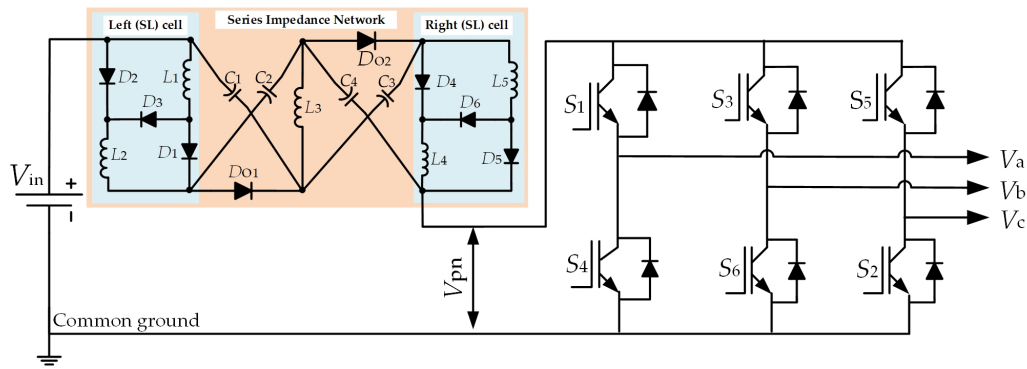 Left (SL) cell
Series Impedance Network
Right (SL) cell
D2
L1
C1
C2
DO2
C4
C3
D4
L5
D3
L3
D6
L2
D1
DO1
L4
D5
Vin
+
Vpn
Common ground
S1
S3
S5
Va
Vb
Vc
S4
S6
S2